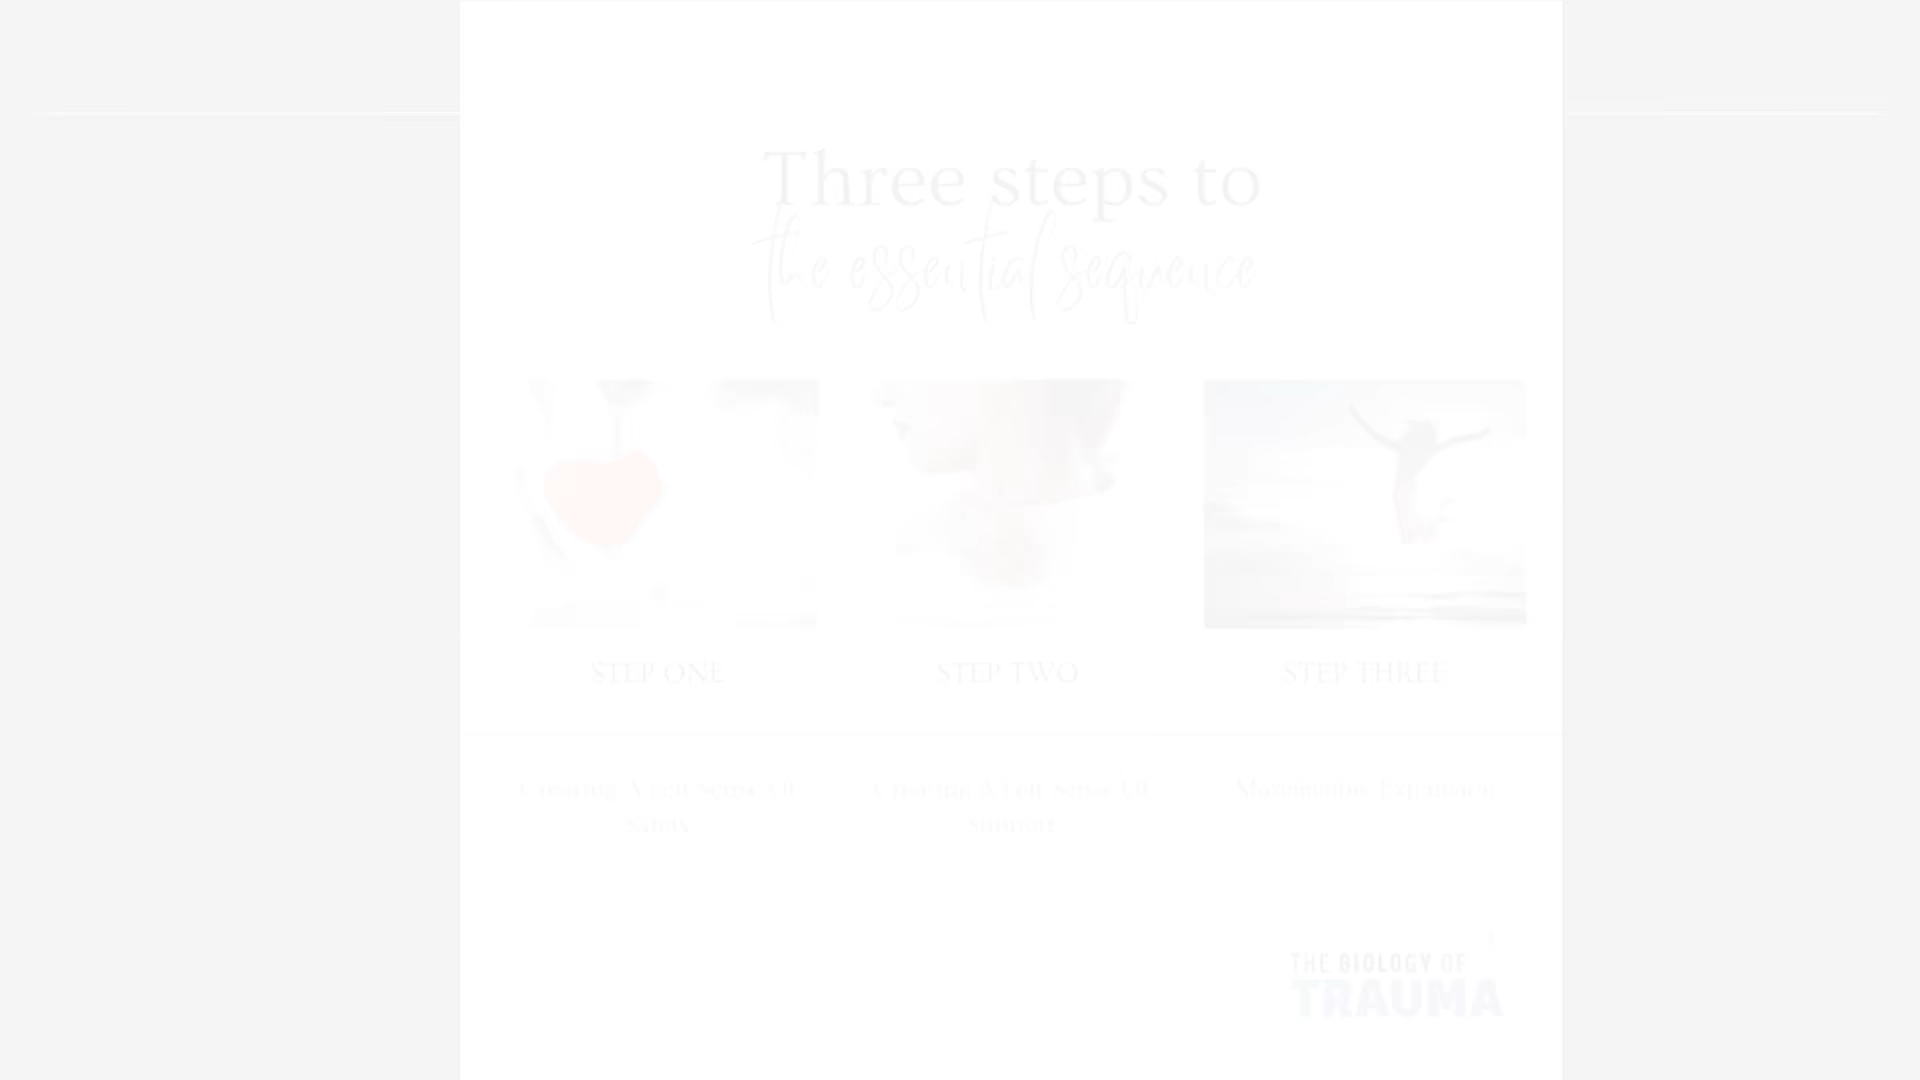 Three steps to
the essential sequence
STEP ONE
STEP TWO
STEP THREE
Creating A Felt Sense Of
Safety
Creating A Felt Sense Of
Support
Expansion
THE BIOLOGY OF
TRAUMA